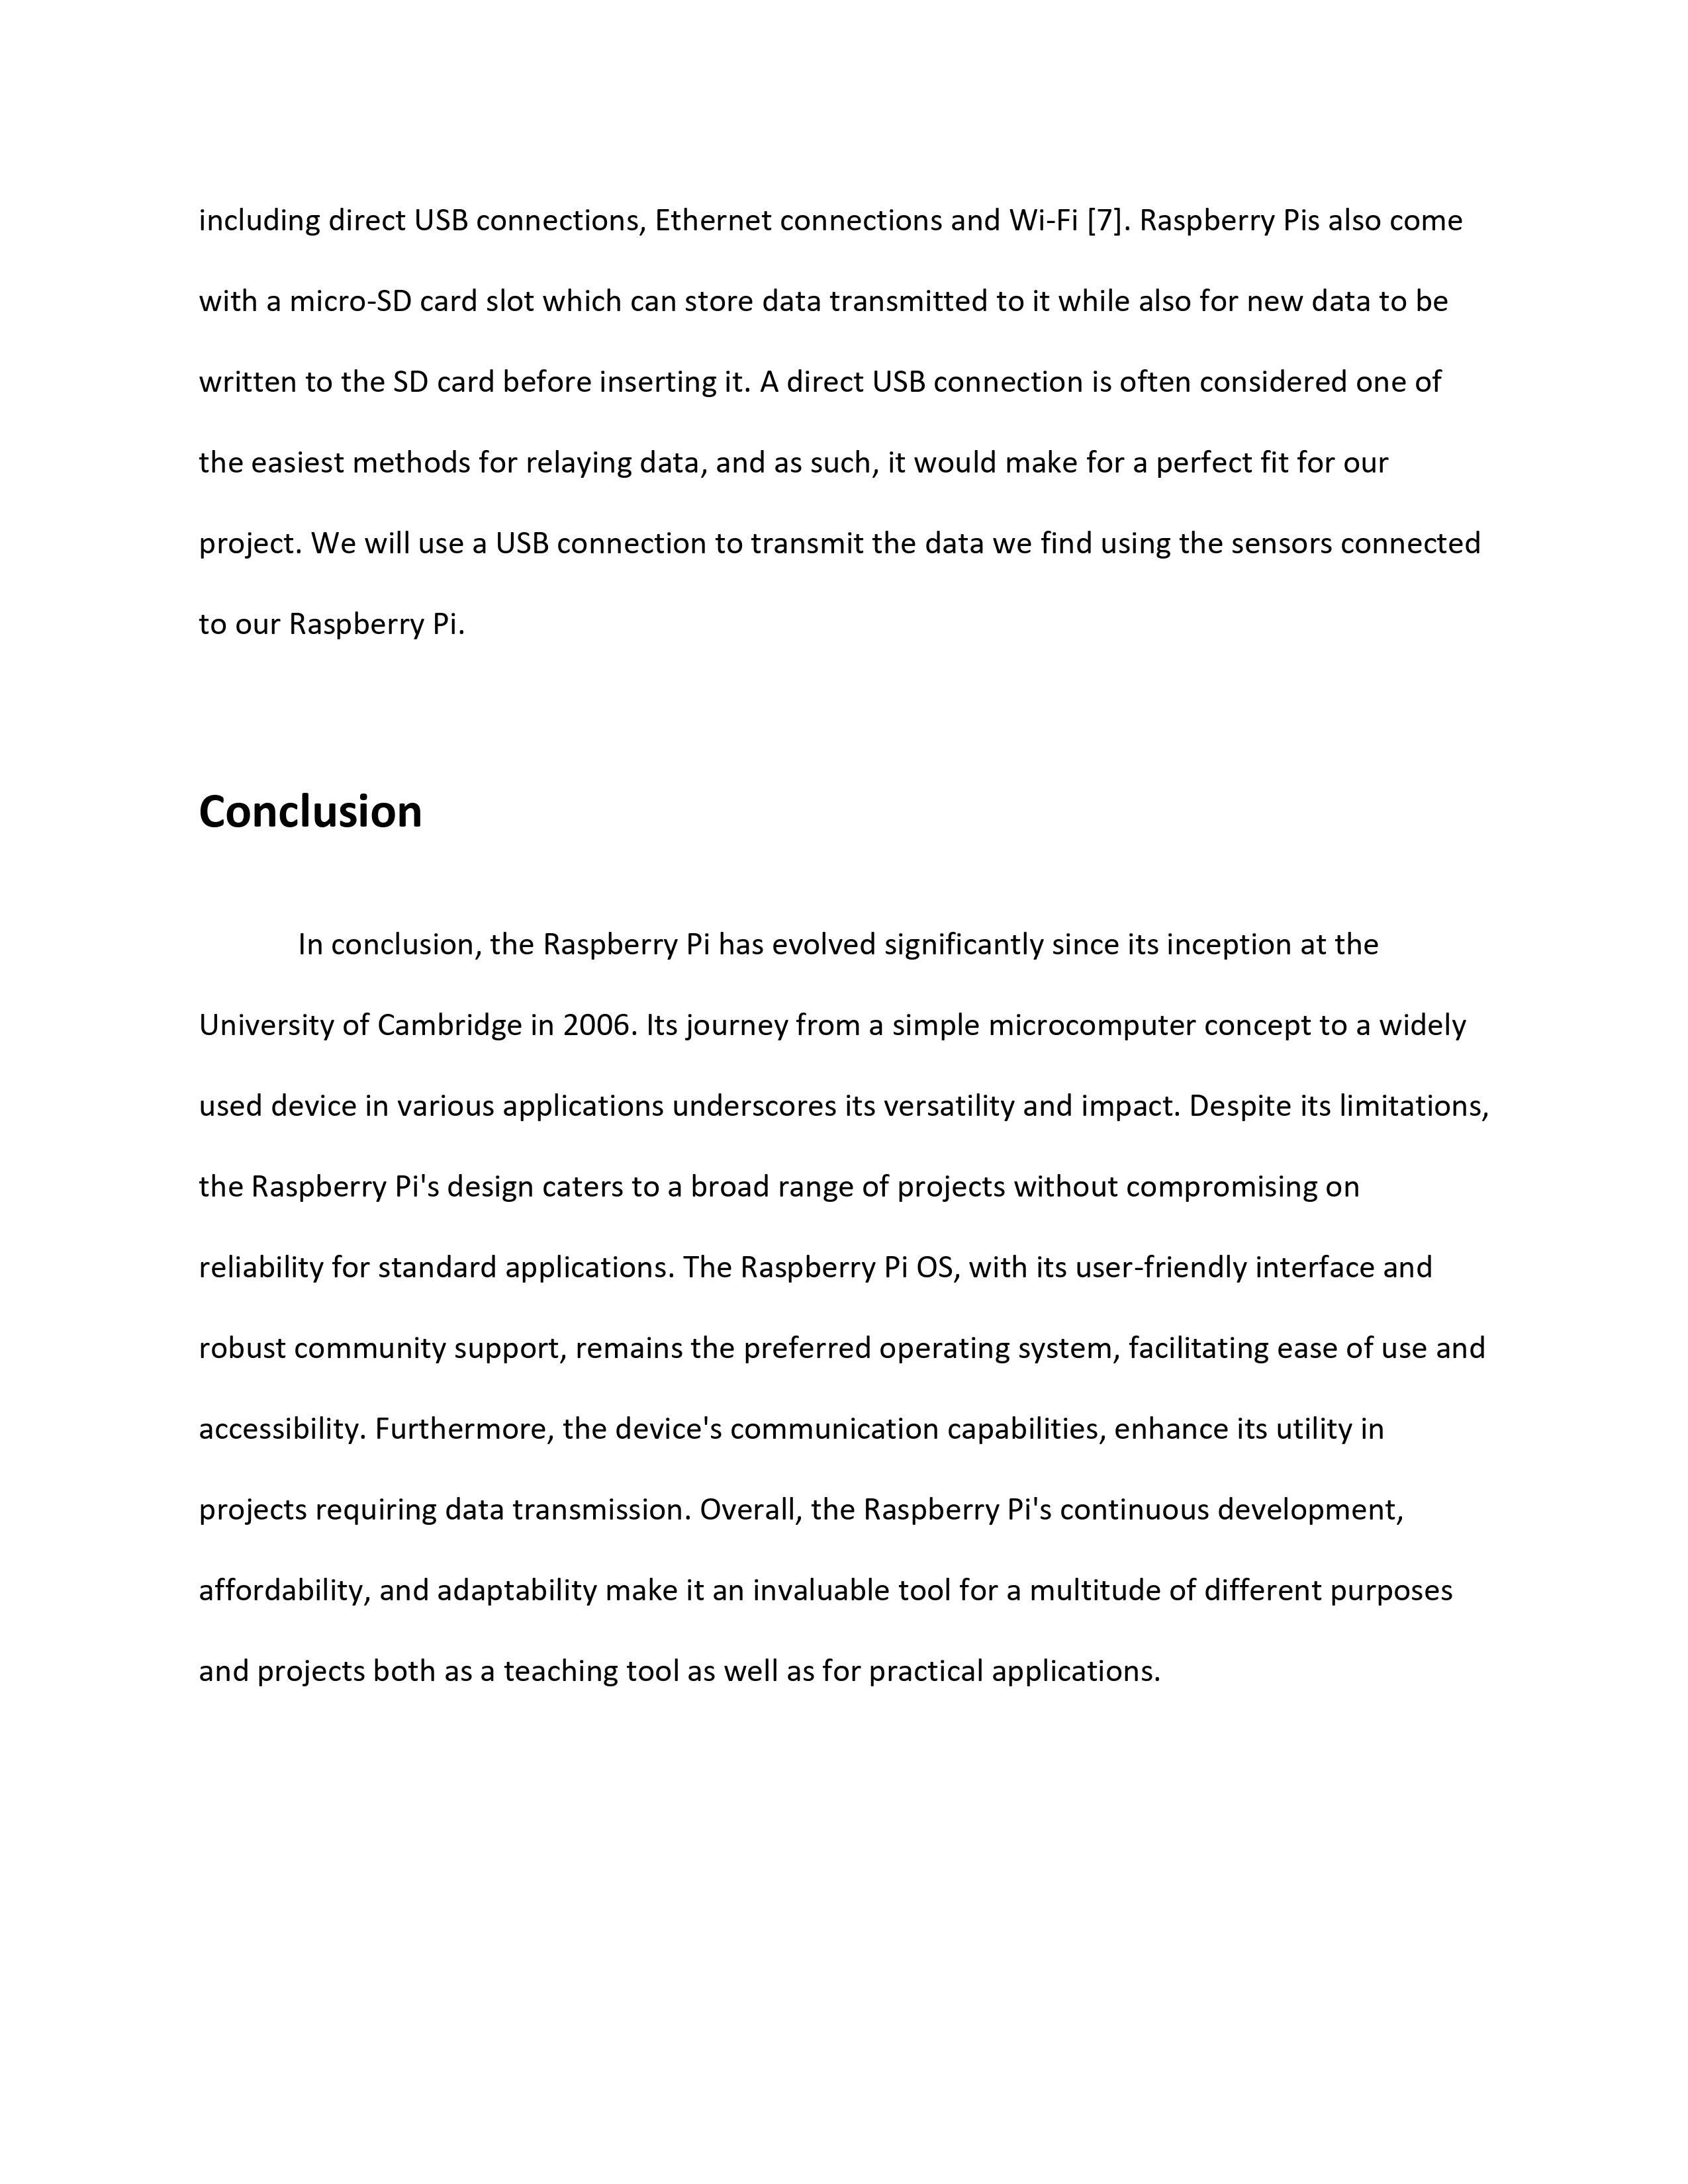 including direct USB connections, Ethernet connections and Wi-Fi [7]. Raspberry Pis also come
with a micro-SD card slot which can store data transmitted to it while also for new data to be
written to the SD card before inserting it. A direct USB connection is often considered one of
the easiest methods for relaying data, and as such, it would make for a perfect fit for our
project. We will use a USB connection to transmit the data we find using the sensors connected
to our Raspberry Pi.
Conclusion
In conclusion, the Raspberry Pi has evolved significantly since its inception at the
University of Cambridge in 2006. Its journey from a simple microcomputer concept to a widely
used device in various applications underscores its versatility and impact. Despite its limitations,
the Raspberry Pi's design caters to a broad range of projects without compromising on
reliability for standard applications. The Raspberry Pi OS, with its user-friendly interface and
robust community support, remains the preferred operating system, facilitating ease of use and
accessibility. Furthermore, the device's communication capabilities, enhance its utility in
projects requiring data transmission. Overall, the Raspberry Pi's continuous development,
affordability, and adaptability make it an invaluable tool for a multitude of different purposes
and projects both as a teaching tool as well as for practical applications.